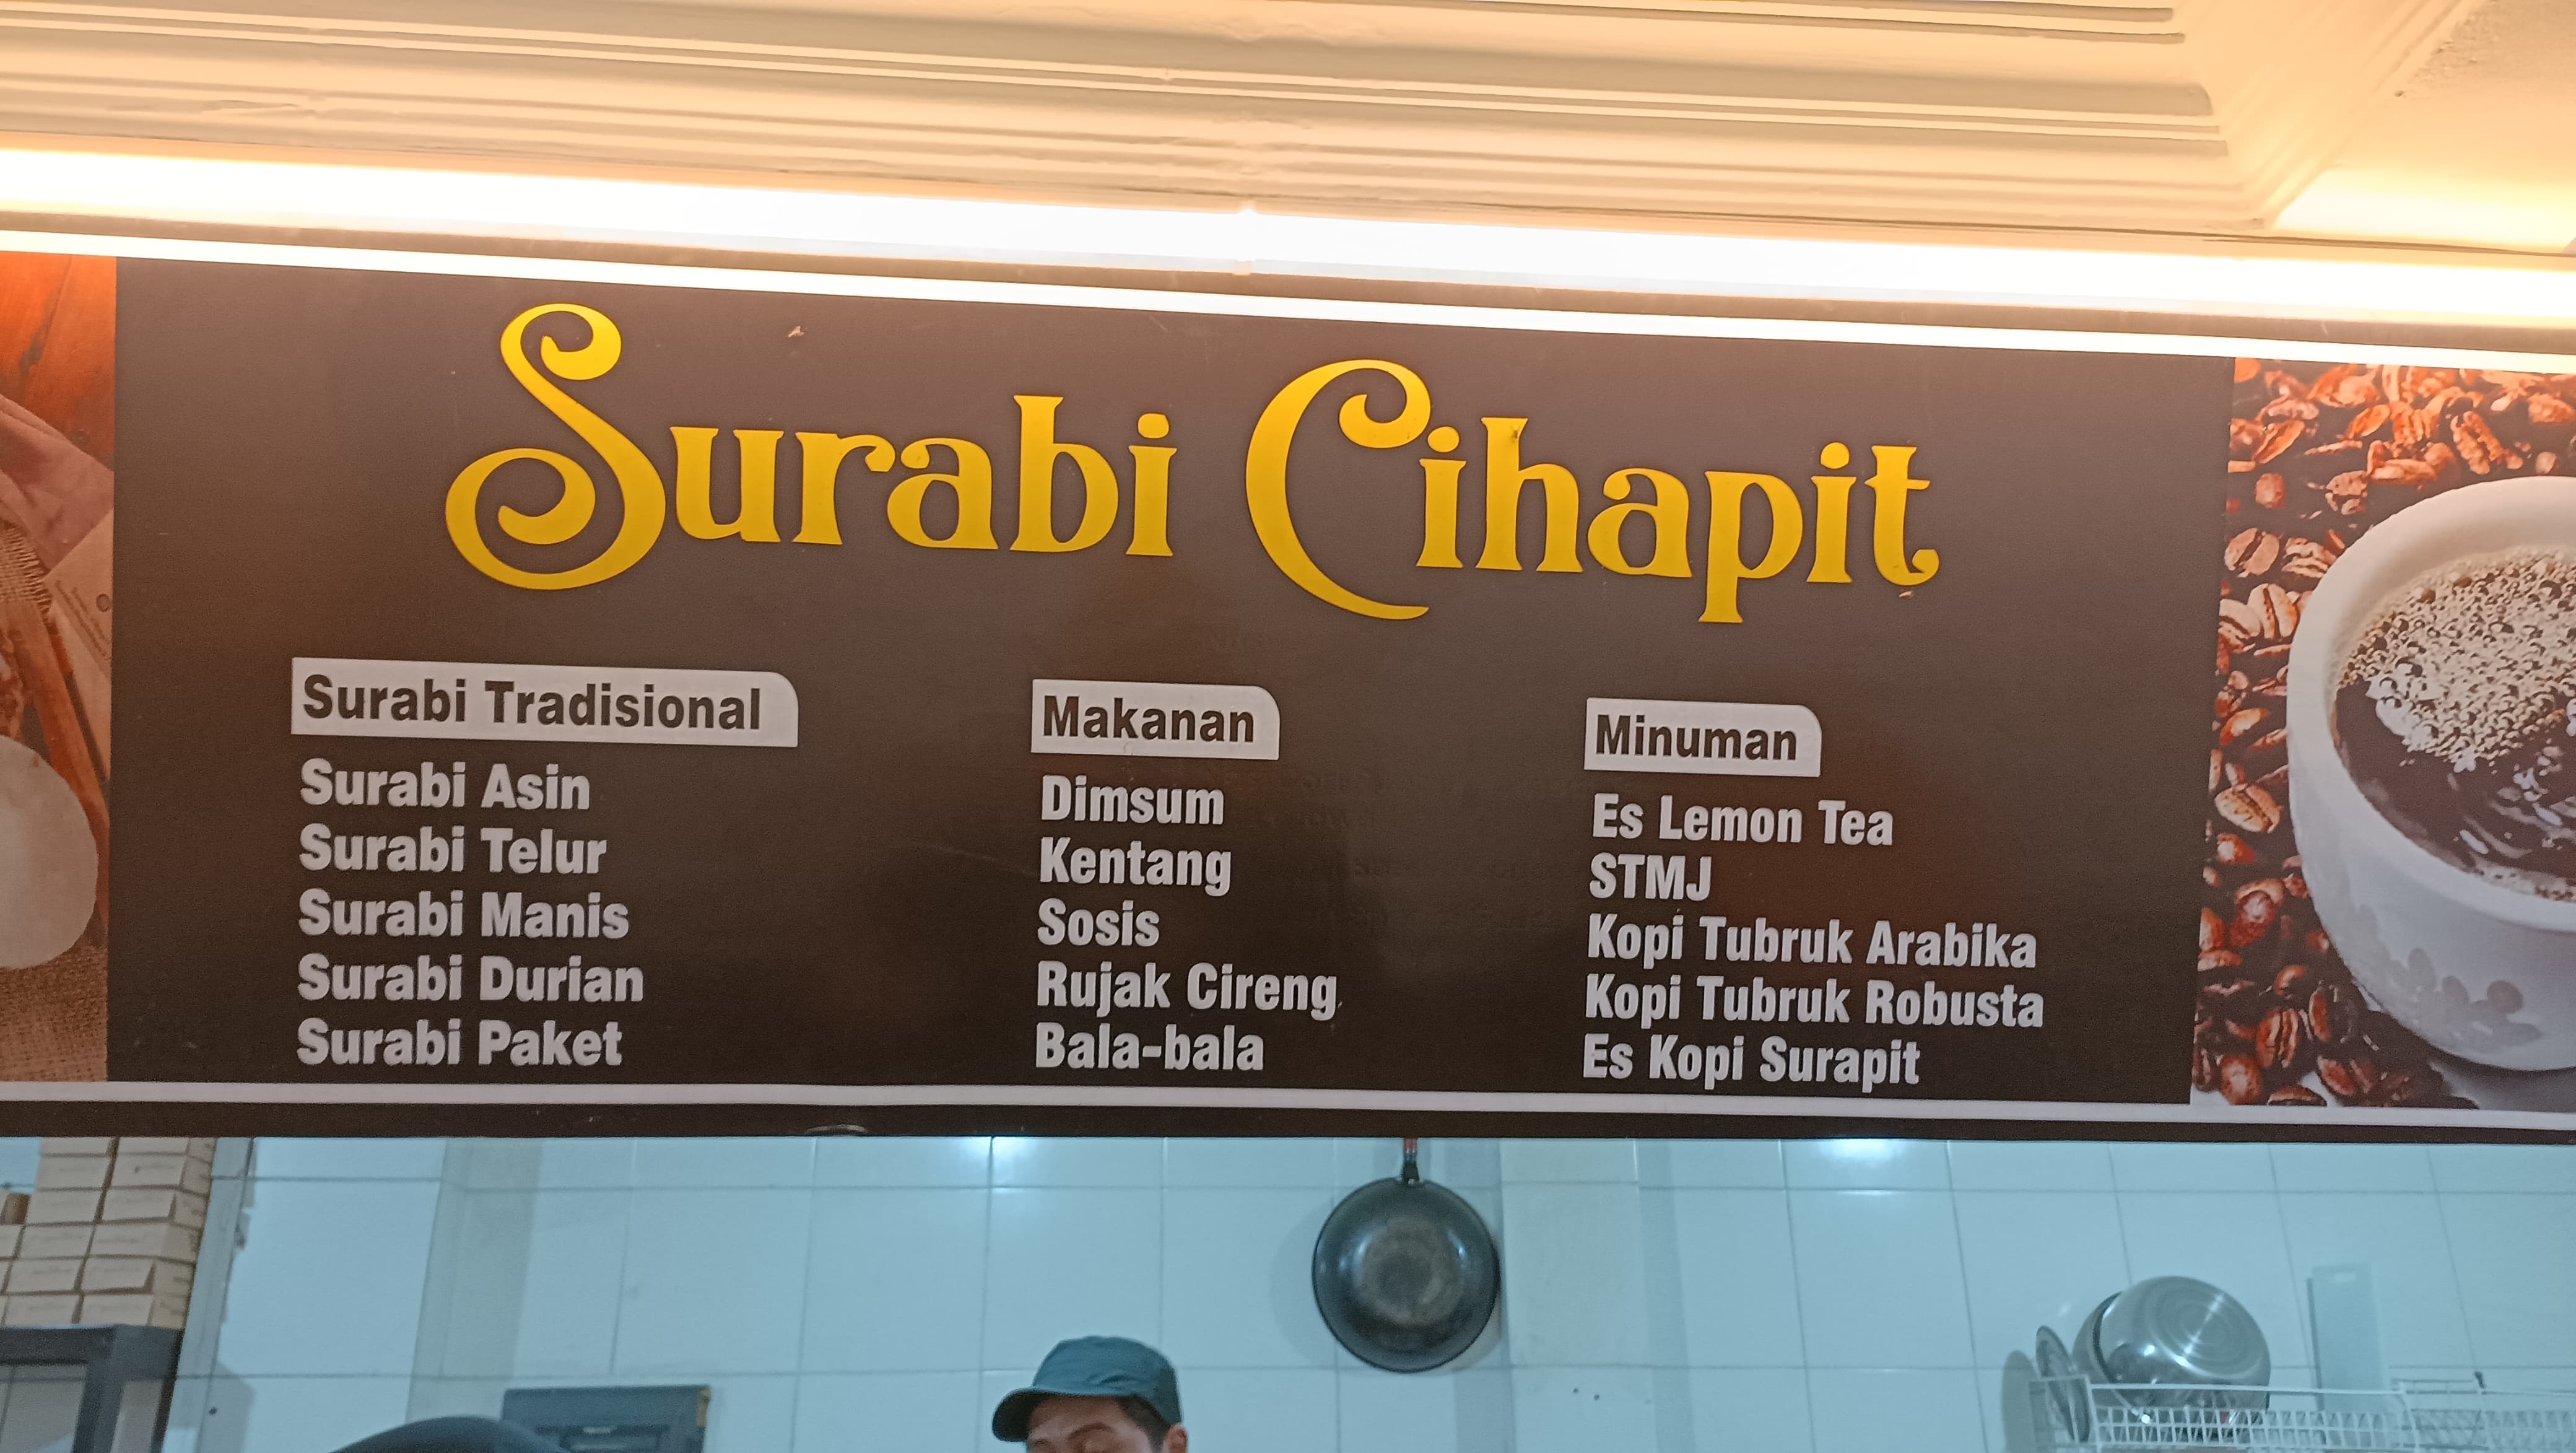 Surabi Cihapit
Surabi Tradisional
Surabi Asin
Surabi Telur
Surabi Manis
Surabi Durian
Surabi Paket
Makanan
Dimsum
Kentang
Sosis
Rujak Cireng
Bala-bala
Minuman
Es Lemon Tea
STMJ
Kopi Tubruk Arabika
Kopi Tubruk Robusta
Es Kopi Surapit